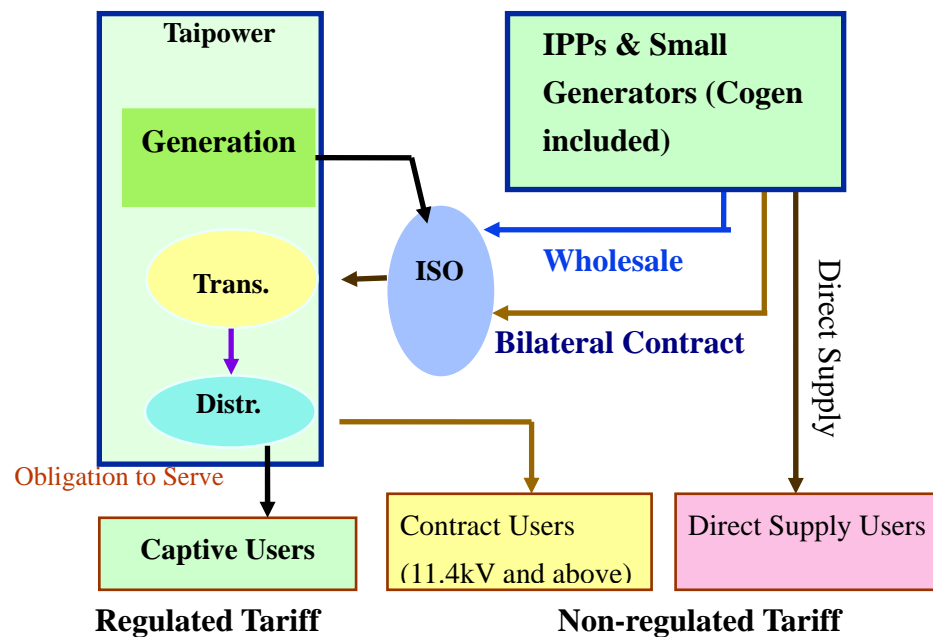 Taipower
IPPs & Small
Generators (Cogen
included)
Generation
ISO
Wholesale
Trans.
Bilateral Contract
Direct Supply
Distr.
Obligation to Serve
Captive Users
Contract Users
(11.4kV and above)
Direct Supply Users
Regulated Tariff
Non-regulated Tariff